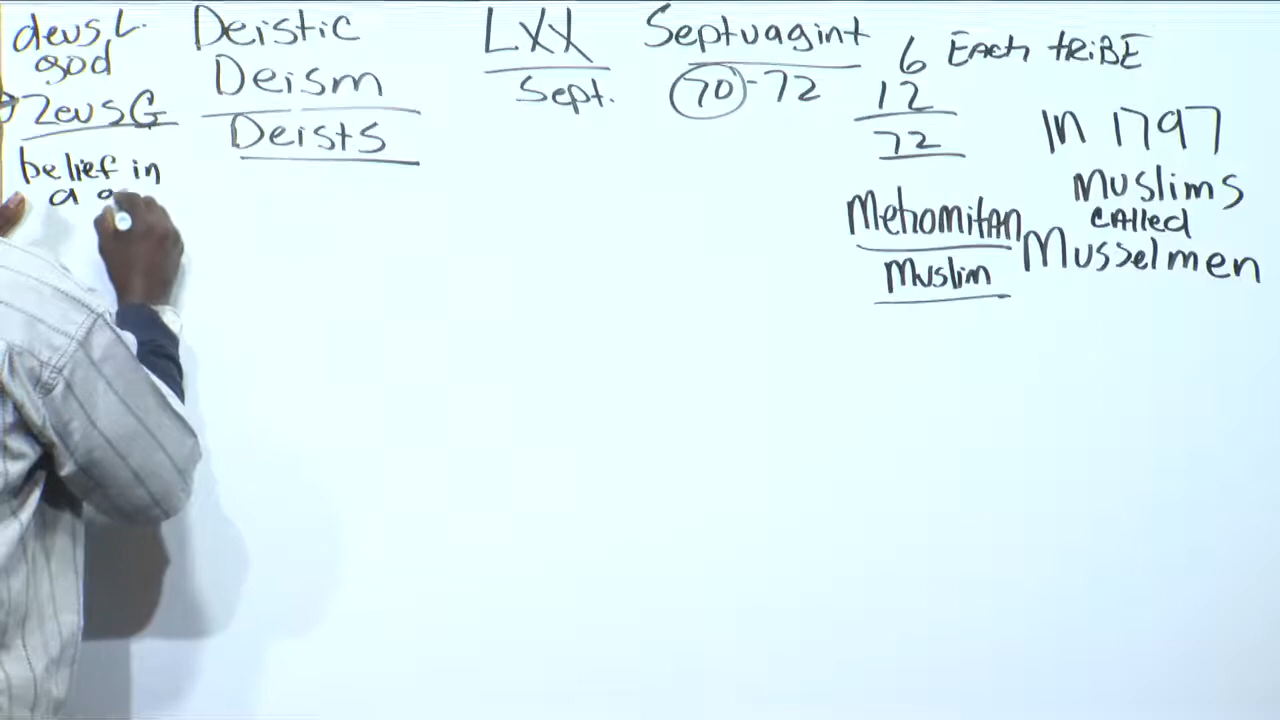 deus, L.
god
Zeus G
belief in
a
Deistic
Deism
Deists
LXX
Sept.
Septuagint
70-72
6 Each tRiBE
12
72
In 1797
Muslims
CAlled
Musselmen
MehomitAn
Muslim